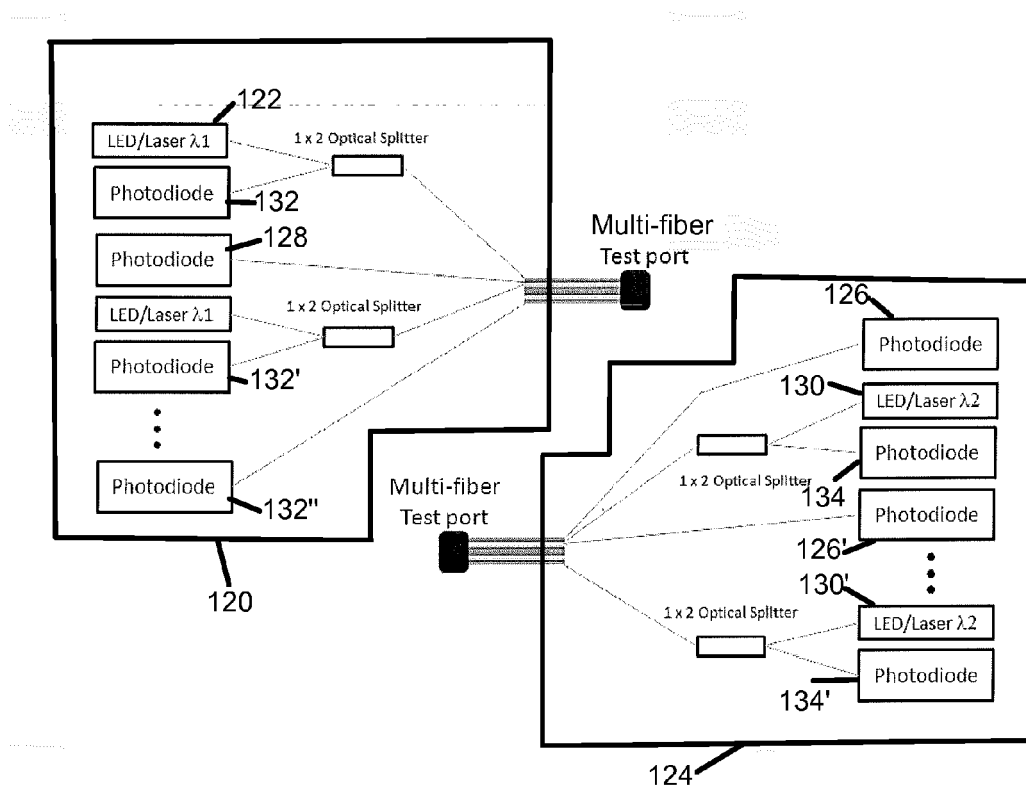 122
LED/Laser λ1
1 x 2 Optical Splitter
Photodiode
132
128
Photodiode
LED/Laser λ1
1 x 2 Optical Splitter
Photodiode
132'
Photodiode
132"
120
Multi-fiber
Test port
Multi-fiber
Test port
126
Photodiode
130
LED/Laser λ2
1 x 2 Optical Splitter
Photodiode
134
Photodiode
126'
130'
1 x 2 Optical Splitter
LED/Laser λ2
Photodiode
134'
124